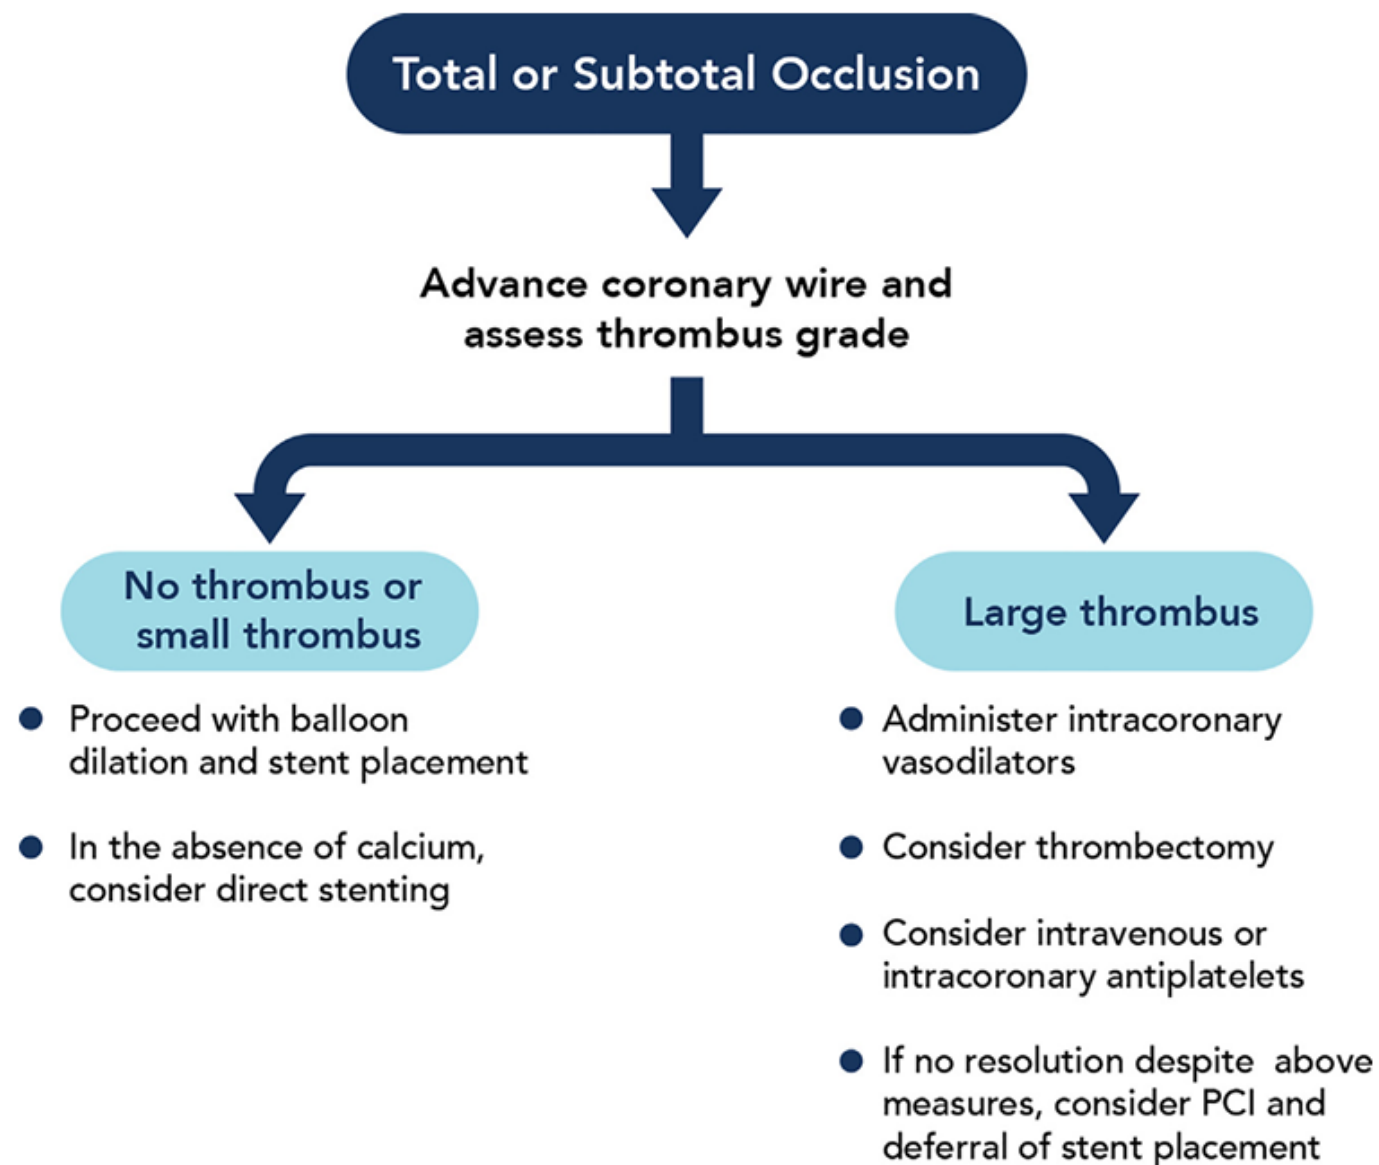 Total or Subtotal Occlusion
Advance coronary wire and
assess thrombus grade
No thrombus or
small thrombus
Proceed with balloon
dilation and stent placement
In the absence of calcium,
consider direct stenting
Large thrombus
Administer intracoronary
vasodilators
Consider thrombectomy
Consider intravenous or
intracoronary antiplatelets
If no resolution despite above
measures, consider PCI and
deferral of stent placement